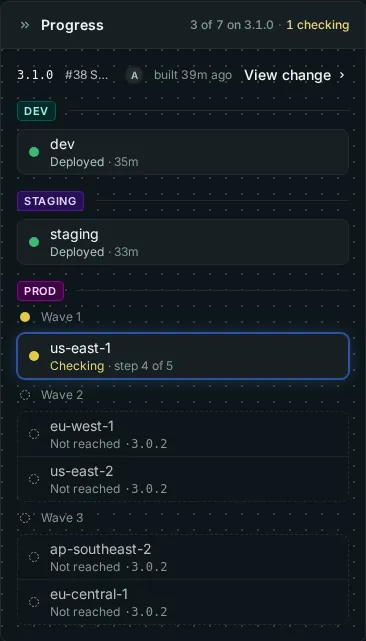 » Progress 3 of 7 on 3.1.0 · 1 checking
3.1.0 #38 S... A built 39m ago View change ›
DEV
dev
Deployed · 35m
STAGING
staging
Deployed · 33m
PROD
Wave 1
us-east-1
Checking · step 4 of 5
Wave 2
eu-west-1
Not reached ·3.0.2
us-east-2
Not reached ·3.0.2
Wave 3
ap-southeast-2
Not reached ·3.0.2
eu-central-1
Not reached ·3.0.2